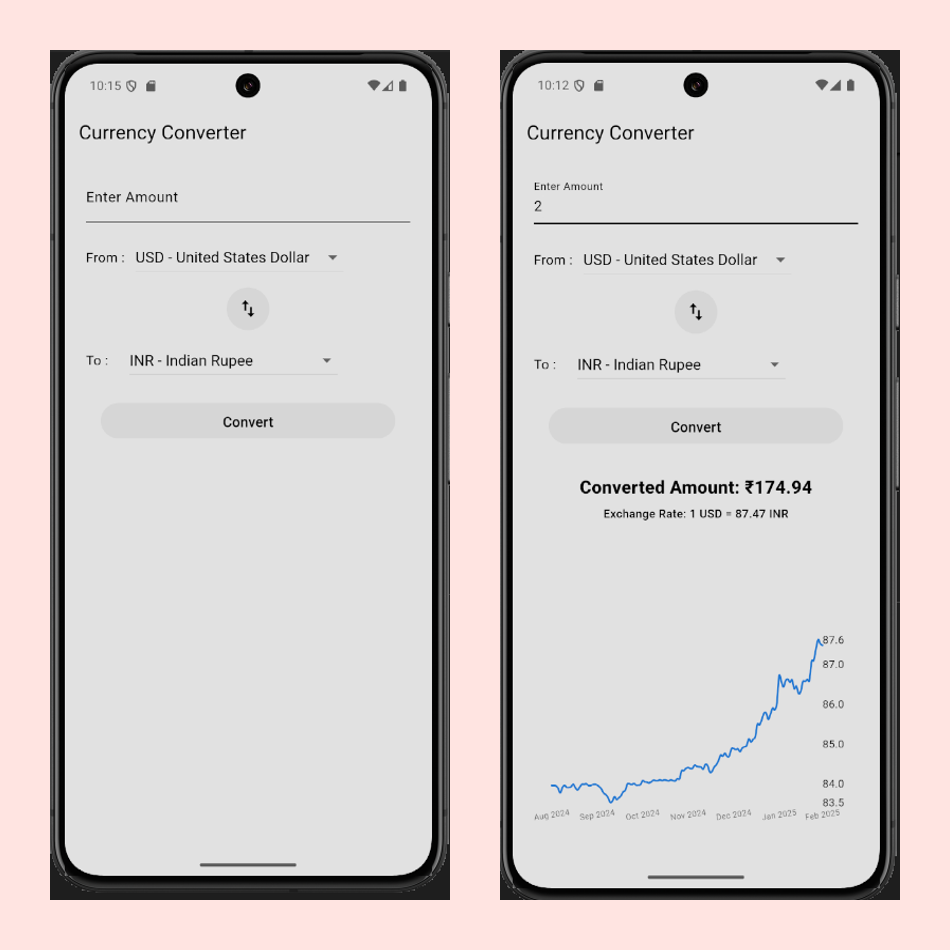 10:15
Currency Converter
Enter Amount
From : USD - United States Dollar
To : INR - Indian Rupee
Convert
10:12
Currency Converter
Enter Amount
2
From : USD - United States Dollar
To : INR - Indian Rupee
Convert
Converted Amount: ₹174.94
Exchange Rate: 1 USD = 87.47 INR
87.6
87.0
86.0
85.0
84.0
83.5
Aug 2024 Sep 2024 Oct 2024 Nov 2024 Dec 2024 Jan 2025 Feb 2025